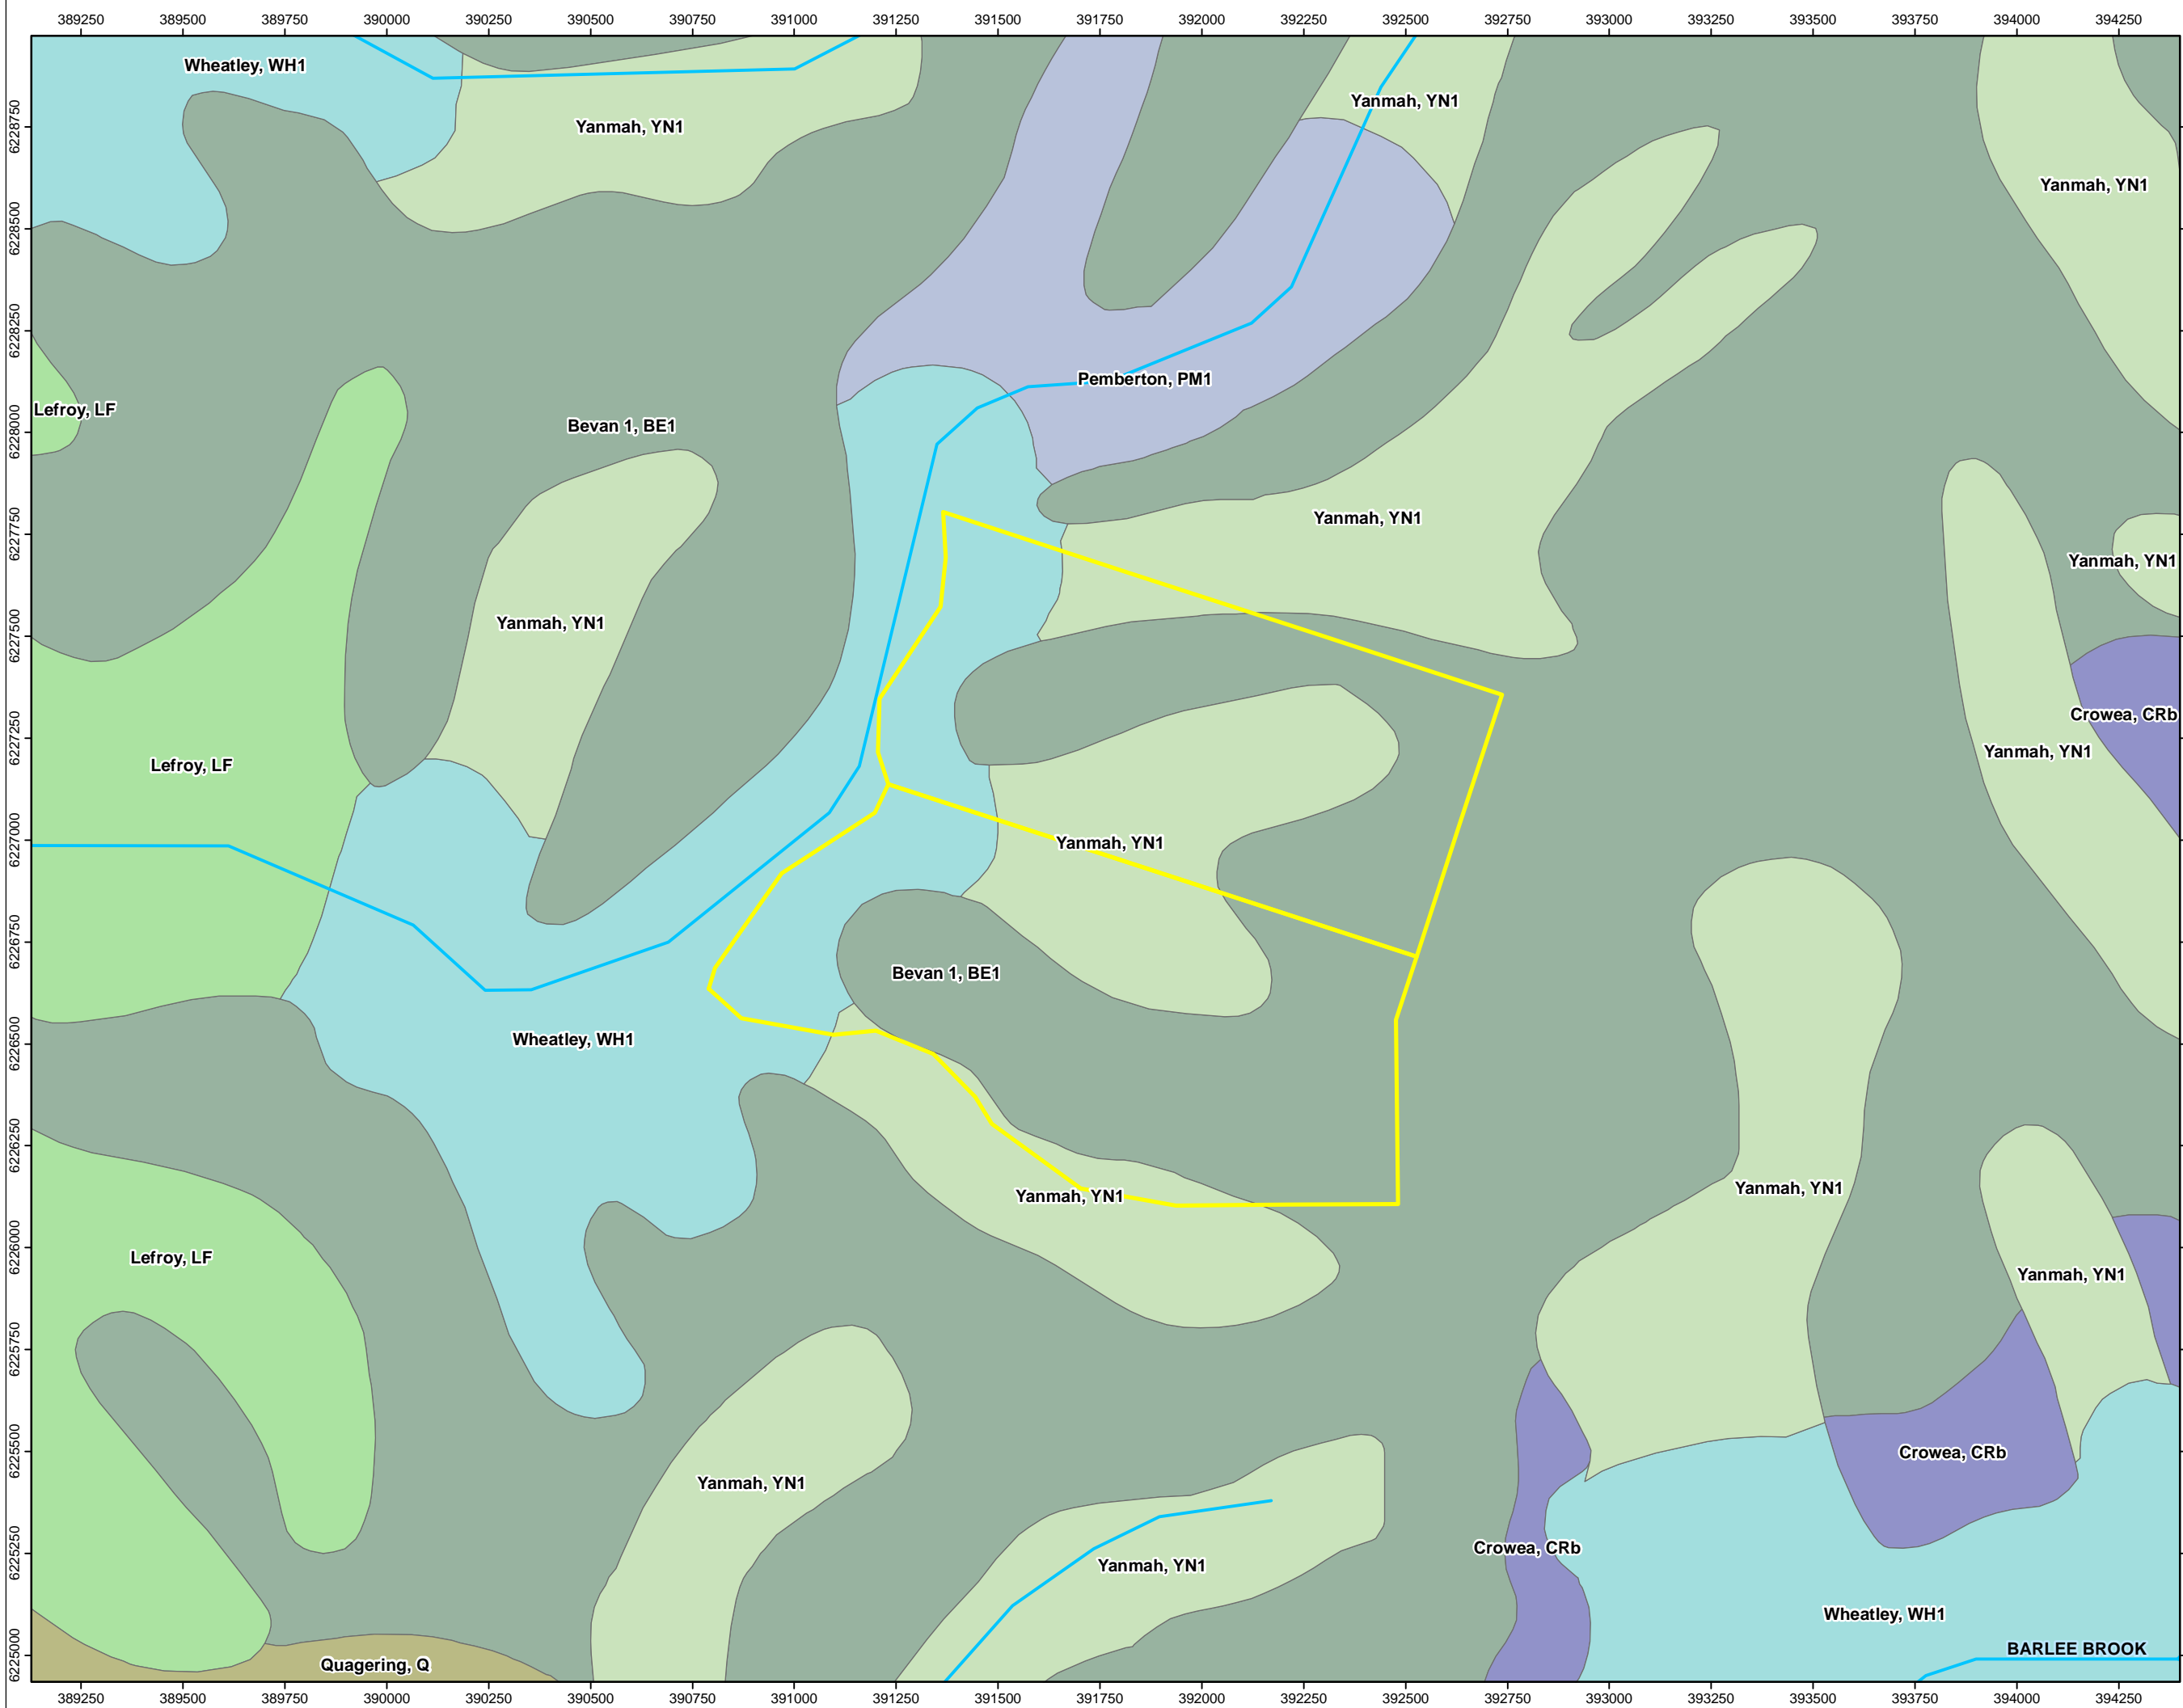 389250 389500 389750 390000 390250 390500 390750 391000 391250 391500 391750 392000 392250 392500 392750 393000 393250 393500 393750 394000 394250
Wheatley, WH1
Yanmah, YN1
6228750
Yanmah, YN1
Yanmah, YN1
6228500
6228250
Pemberton, PM1
Lefroy, LF
Bevan 1, BE1
6228000
Yanmah, YN1
6227750
Yanmah, YN1
Yanmah, YN1
6227500
Crowea, CRb
6227250
Yanmah, YN1
Lefroy, LF
Yanmah, YN1
6227000
Bevan 1, BE1
6226750
Wheatley, WH1
6226500
6226250
Yanmah, YN1
Yanmah, YN1
Lefroy, LF
6226000
Yanmah, YN1
6225750
Crowea, CRb
6225500
Yanmah, YN1
Crowea, CRb
Yanmah, YN1
6225250
Wheatley, WH1
BARLEE BROOK
6225000
Quagering, Q
389250 389500 389750 390000 390250 390500 390750 391000 391250 391500 391750 392000 392250 392500 392750 393000 393250 393500 393750 394000 394250